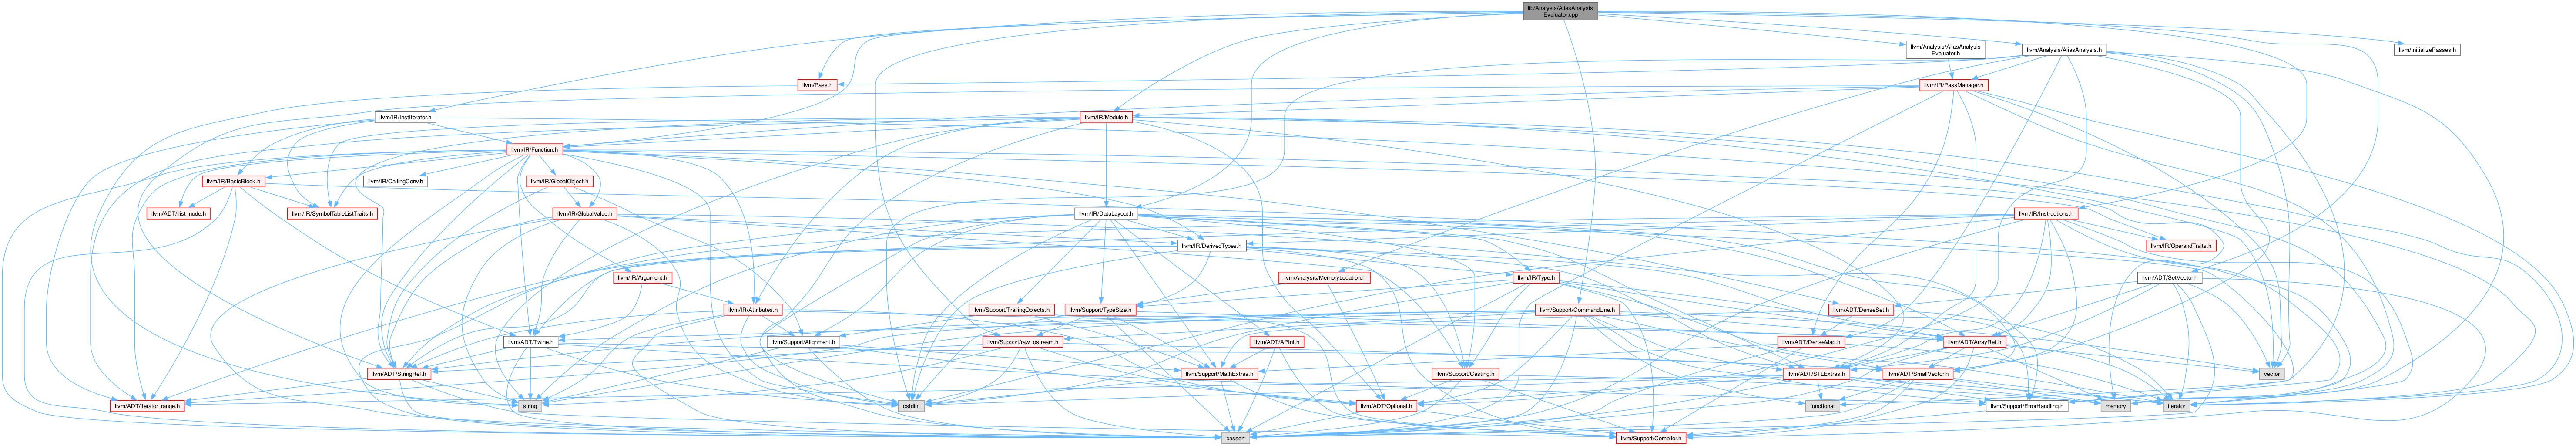 lib/Analysis/AliasAnalysis
Evaluator.cpp
llvm/Analysis/AliasAnalysis
Evaluator.h
llvm/Analysis/AliasAnalysis.h
llvm/InitializePasses.h
llvm/Pass.h
llvm/IR/PassManager.h
llvm/IR/InstIterator.h
llvm/IR/Module.h
llvm/IR/Function.h
llvm/IR/BasicBlock.h
llvm/IR/CallingConv.h
llvm/IR/GlobalObject.h
llvm/ADT/ilist_node.h
llvm/IR/SymbolTableListTraits.h
llvm/IR/GlobalValue.h
llvm/IR/DataLayout.h
llvm/IR/Instructions.h
llvm/IR/DerivedTypes.h
llvm/IR/OperandTraits.h
llvm/IR/Argument.h
llvm/Analysis/MemoryLocation.h
llvm/IR/Type.h
llvm/ADT/SetVector.h
llvm/IR/Attributes.h
llvm/Support/TrailingObjects.h
llvm/Support/TypeSize.h
llvm/Support/CommandLine.h
llvm/ADT/DenseSet.h
llvm/ADT/Twine.h
llvm/Support/Alignment.h
llvm/Support/raw_ostream.h
llvm/ADT/APInt.h
llvm/ADT/DenseMap.h
llvm/ADT/ArrayRef.h
llvm/ADT/StringRef.h
llvm/Support/MathExtras.h
llvm/Support/Casting.h
llvm/ADT/STLExtras.h
llvm/ADT/SmallVector.h
vector
llvm/ADT/iterator_range.h
string
cstdint
llvm/ADT/Optional.h
functional
llvm/Support/ErrorHandling.h
memory
iterator
cassert
llvm/Support/Compiler.h